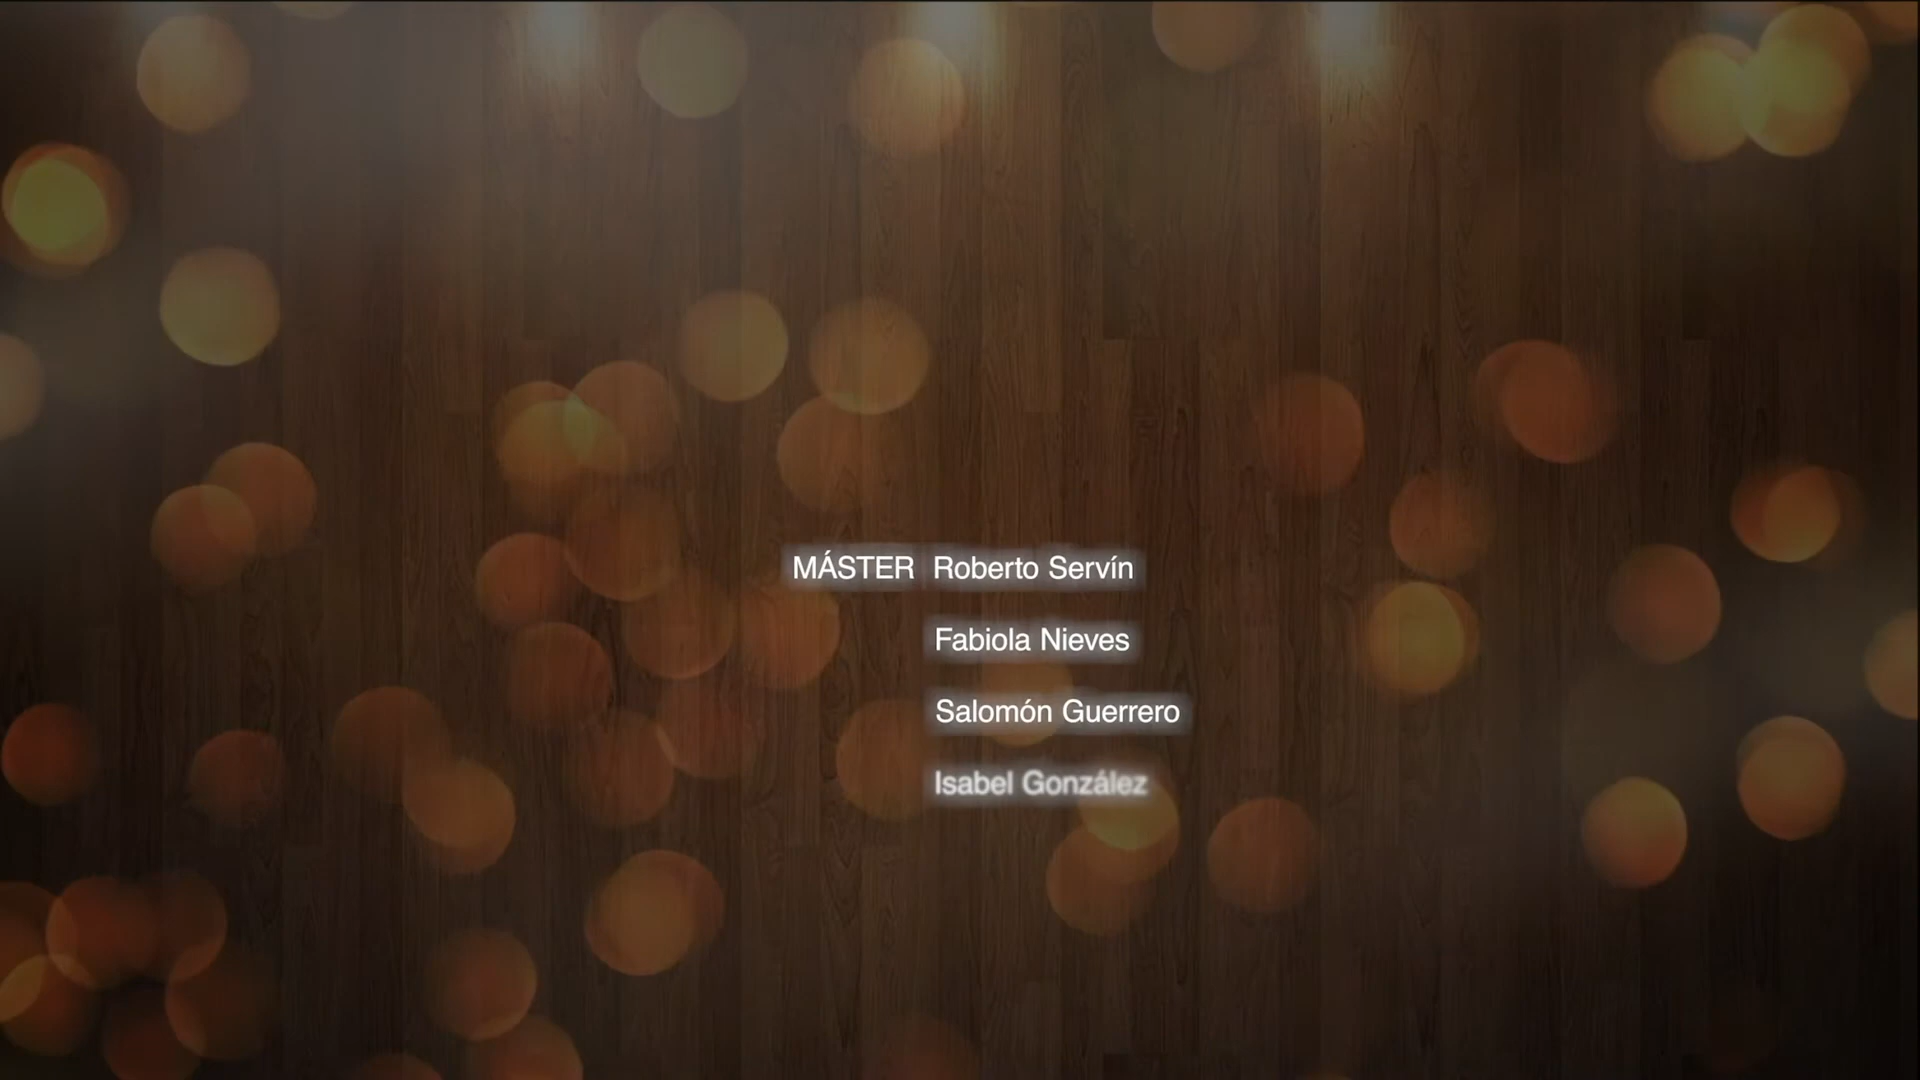 MÁSTER Roberto Servín
Fabiola Nieves
Salomón Guerrero
Isabel González